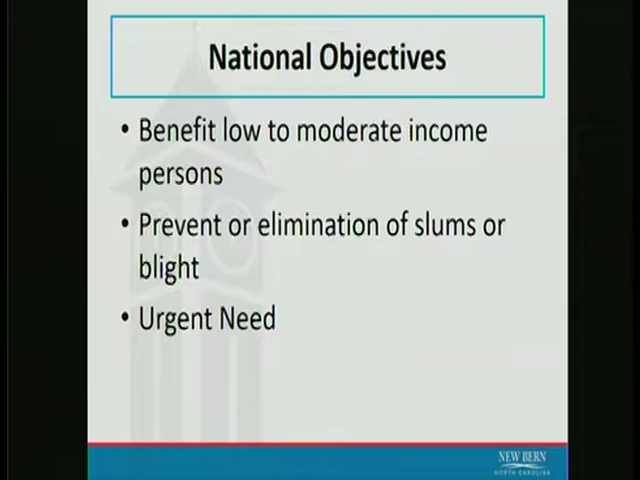 National Objectives
• Benefit low to moderate income
persons
• Prevent or elimination of slums or
blight
• Urgent Need
NEW BERN
NORTH CAROLINA